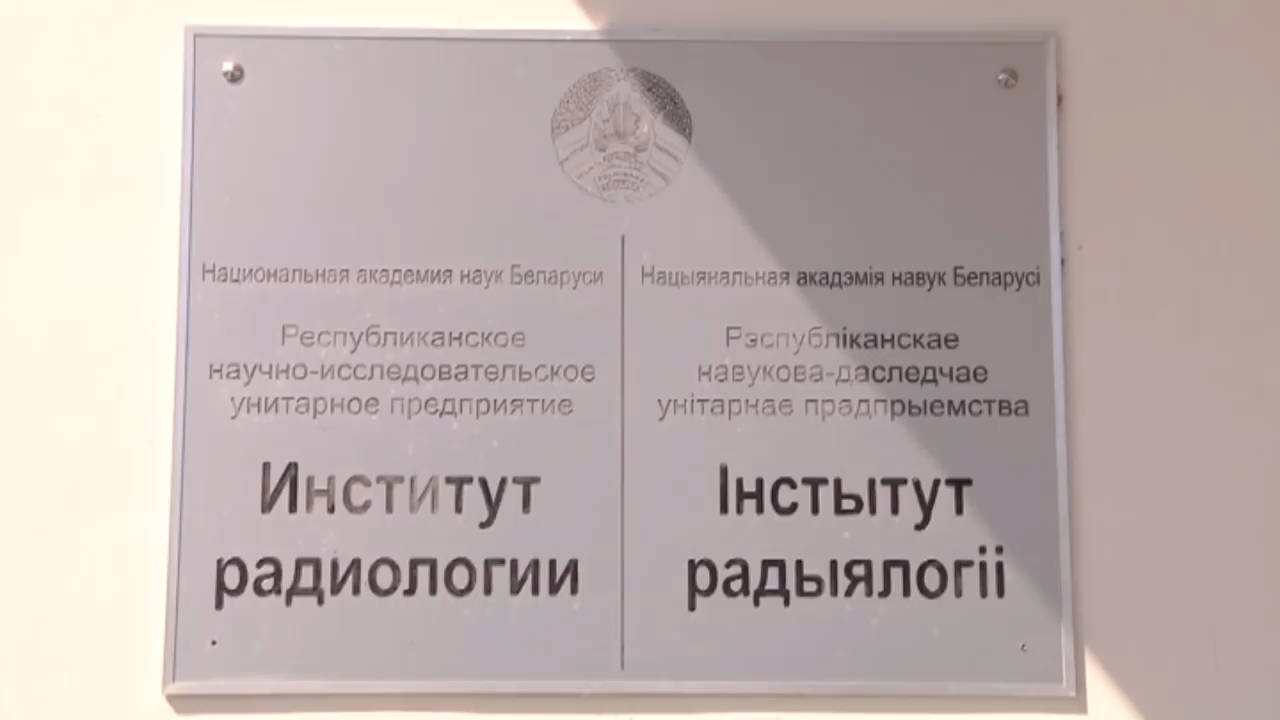 Национальная академия наук Беларуси
Республиканское
научно-исследовательское
унитарное предприятие
Институт
радиологии
Нацыянальная акадэмія навук Беларусі
Рэспубліканскае
навукова-даследчае
унітарнае прадпрыемства
Інстытут
радыялогіі